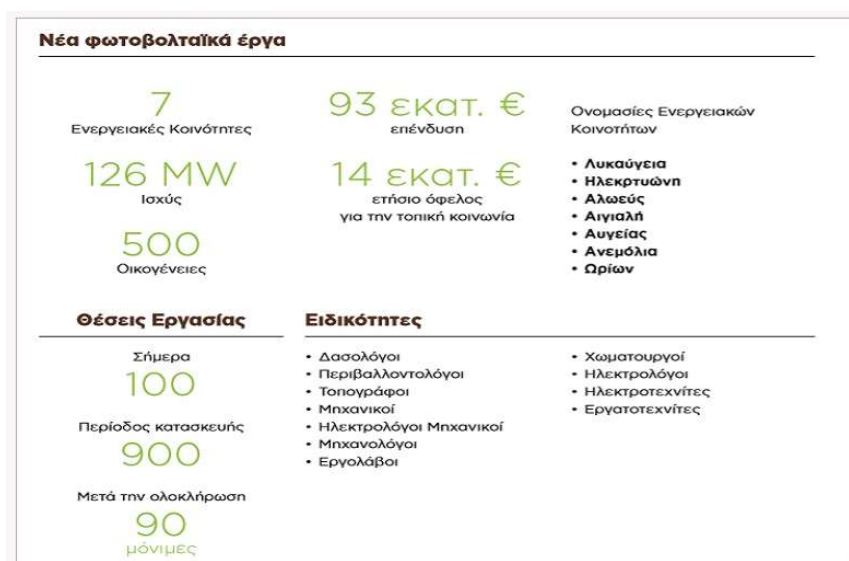 Νέα φωτοβολταϊκά έργα
7
Ενεργειακές Κοινότητες
126 MW
Ισχύς
500
Οικογένειες
93 εκατ. €
επένδυση
14 εκατ. €
ετήσιο όφελος
για την τοπική κοινωνία
Ονομασίες Ενεργειακών
Κοινοτήτων
• Λυκαύγεια
• Ηλεκρτυώνη
• Αλωεύς
• Αιγιαλή
• Αυγείας
• Ανεμόλια
• Ωρίων
Θέσεις Εργασίας
Σήμερα
100
Περίοδος κατασκευής
900
Μετά την ολοκλήρωση
90
μόνιμες
Ειδικότητες
• Δασολόγοι
• Περιβαλλοντολόγοι
• Τοπογράφοι
• Μηχανικοί
• Ηλεκτρολόγοι Μηχανικοί
• Μηχανολόγοι
• Εργολάβοι
• Χωματουργοί
• Ηλεκτρολόγοι
• Ηλεκτροτεχνίτες
• Εργατοτεχνίτες